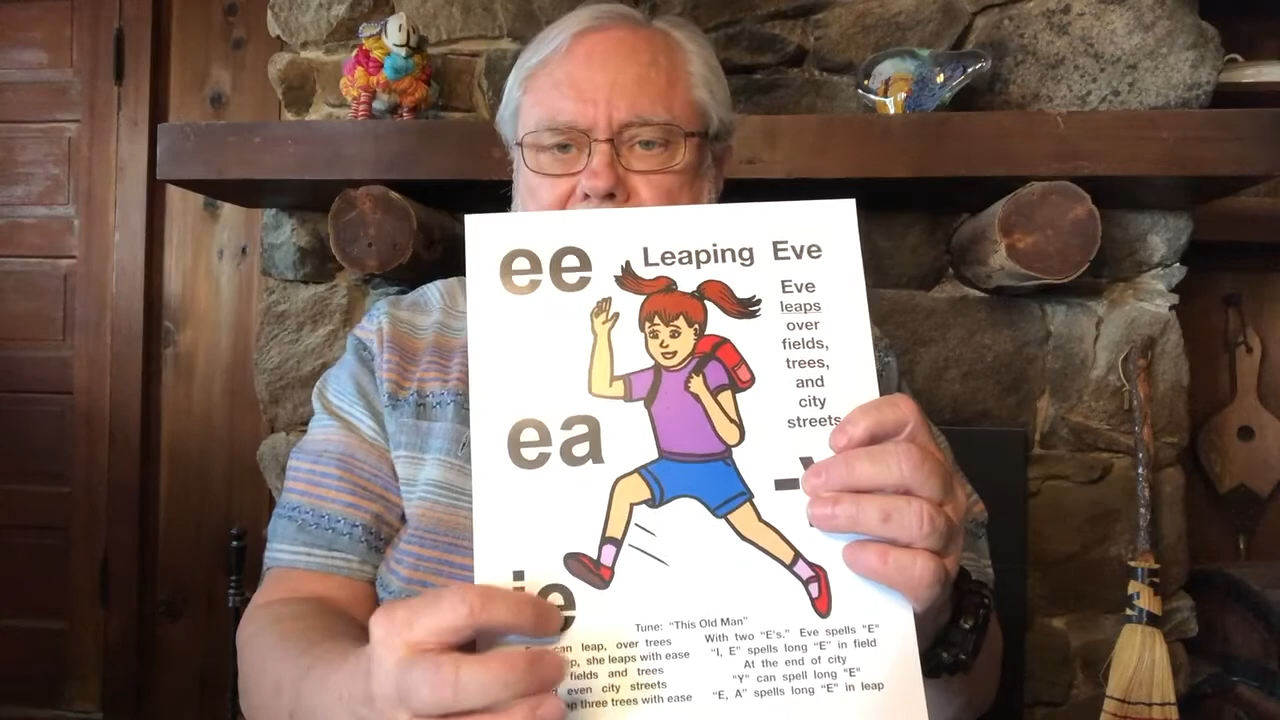 ee
Leaping Eve
Eve
leaps
over
fields,
trees,
and
city
streets
ea
ie
Tune: "This Old Man"
can leap, over trees
she leaps with ease
fields and trees
even city streets
three trees with ease
With two "E's." Eve spells "E"
"I, E" spells long "E" in field
At the end of city
"Y" can spell long "E"
"E, A" spells long "E" in leap